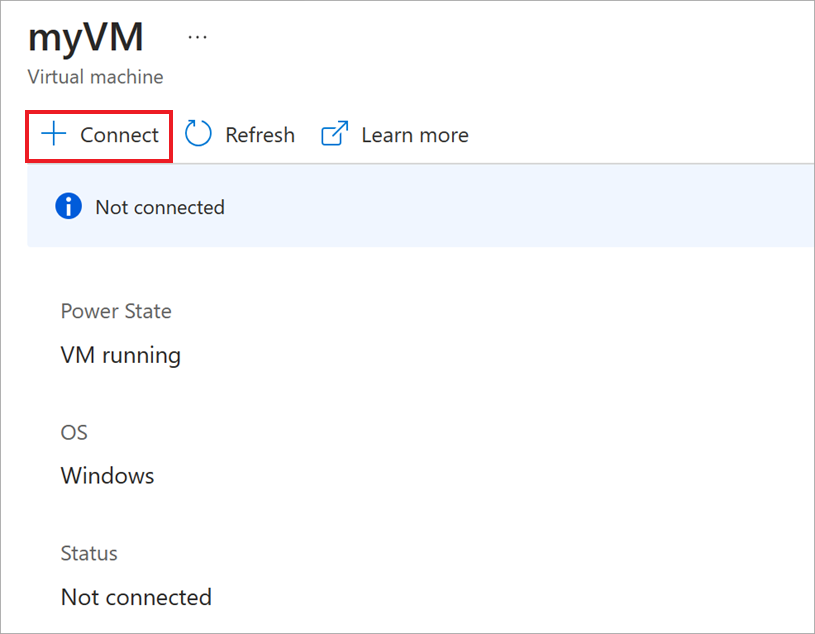 myVM ...
Virtual machine
Connect Refresh Learn more
Not connected
Power State
VM running
OS
Windows
Status
Not connected